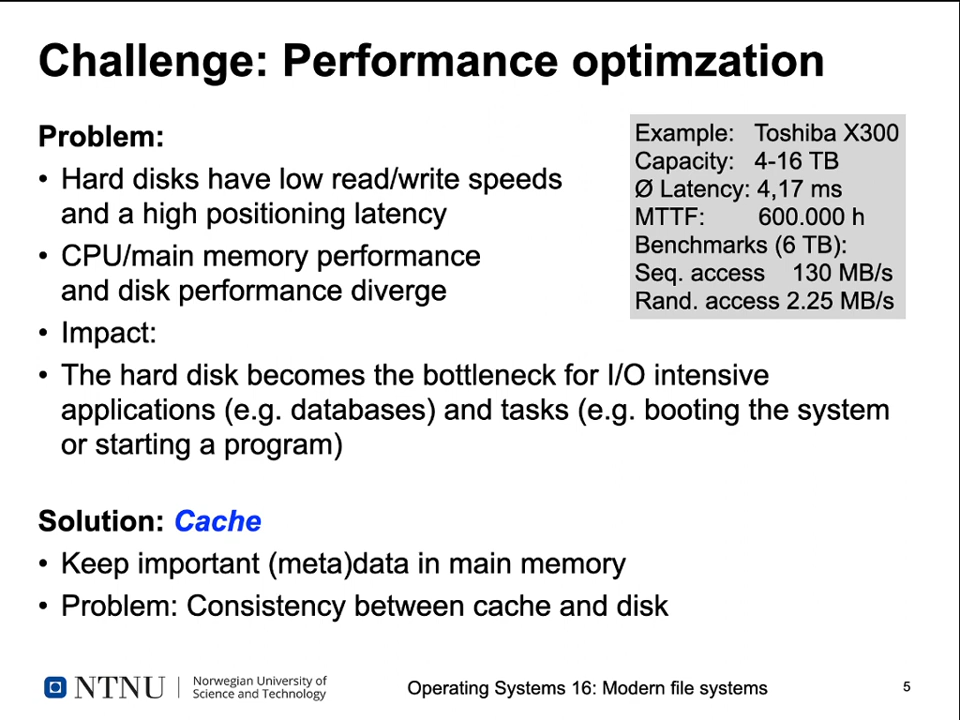 Challenge: Performance optimzation
Problem:
• Hard disks have low read/write speeds
and a high positioning latency
• CPU/main memory performance
and disk performance diverge
• Impact:
• The hard disk becomes the bottleneck for I/O intensive
applications (e.g. databases) and tasks (e.g. booting the system
or starting a program)
Example: Toshiba X300
Capacity: 4-16 TB
Ø Latency: 4,17 ms
MTTF: 600.000 h
Benchmarks (6 TB):
Seq. access 130 MB/s
Rand. access 2.25 MB/s
Solution: Cache
• Keep important (meta)data in main memory
• Problem: Consistency between cache and disk
NTNU
Norwegian University of
Science and Technology
Operating Systems 16: Modern file systems
5